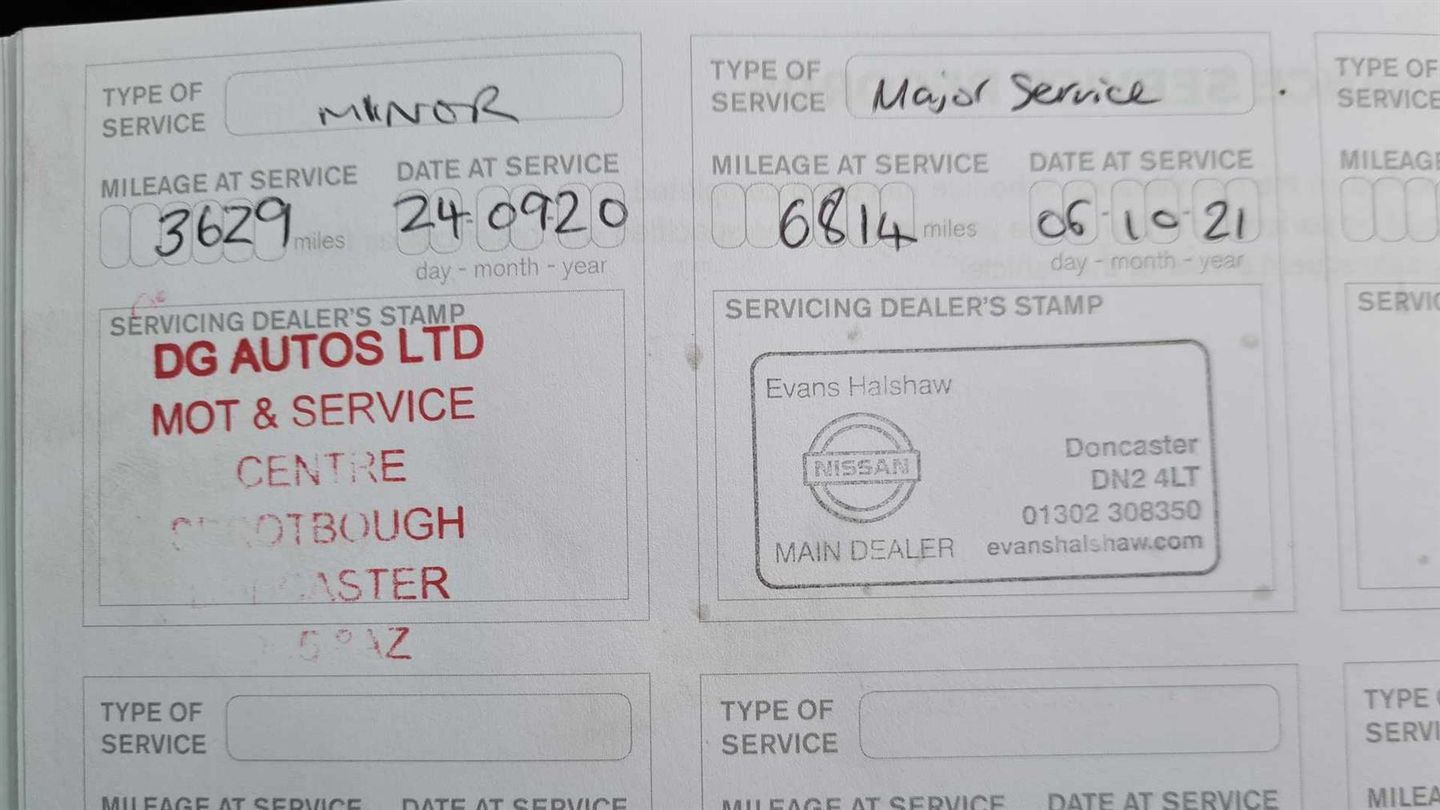 TYPE OF
SERVICE
MINOR
MILEAGE AT SERVICE
DATE AT SERVICE
3629 miles
24-09-20
day - month - year
SERVICING DEALER'S STAMP
DG AUTOS LTD
MOT & SERVICE
CENTRE
TYPE OF
SERVICE
Major Service
MILEAGE AT SERVICE
DATE AT SERVICE
6814 miles
06-10-21
day - month - year
SERVICING DEALER'S STAMP
Evans Halshaw
NISSAN
MAIN DEALER
Doncaster
DN2 4LT
01302 308350
evanshalshaw.com
TYPE OF
SERVICE
MILEAGE
TYPE OF
SERVICE
MILEAGE AT SERVICE
DATE AT SERVICE
TYPE OF
SERVICE
MILEAGE AT SERVICE
DATE AT SERVICE
TYPE